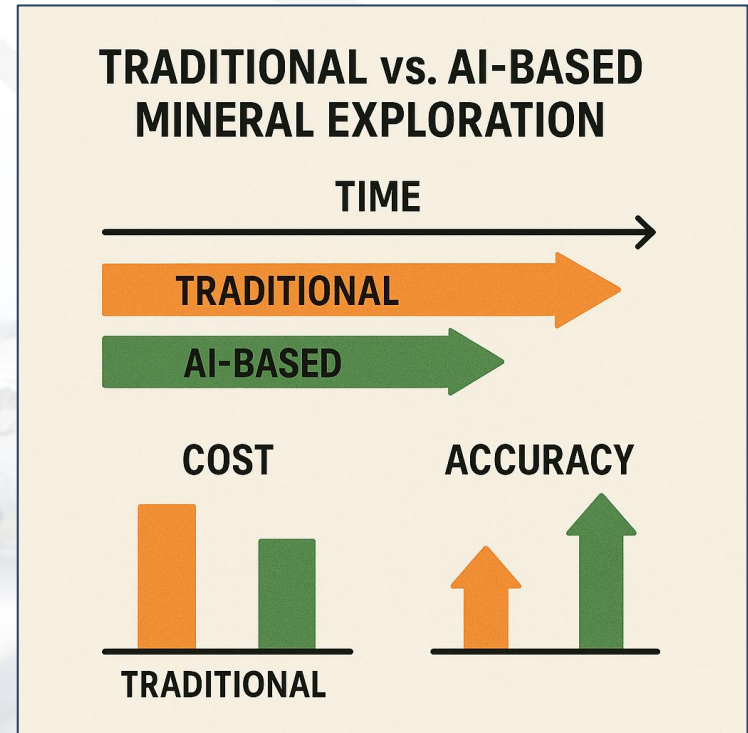 TRADITIONAL vs. AI-BASED
MINERAL EXPLORATION
TIME
TRADITIONAL
AI-BASED
COST
ACCURACY
TRADITIONAL